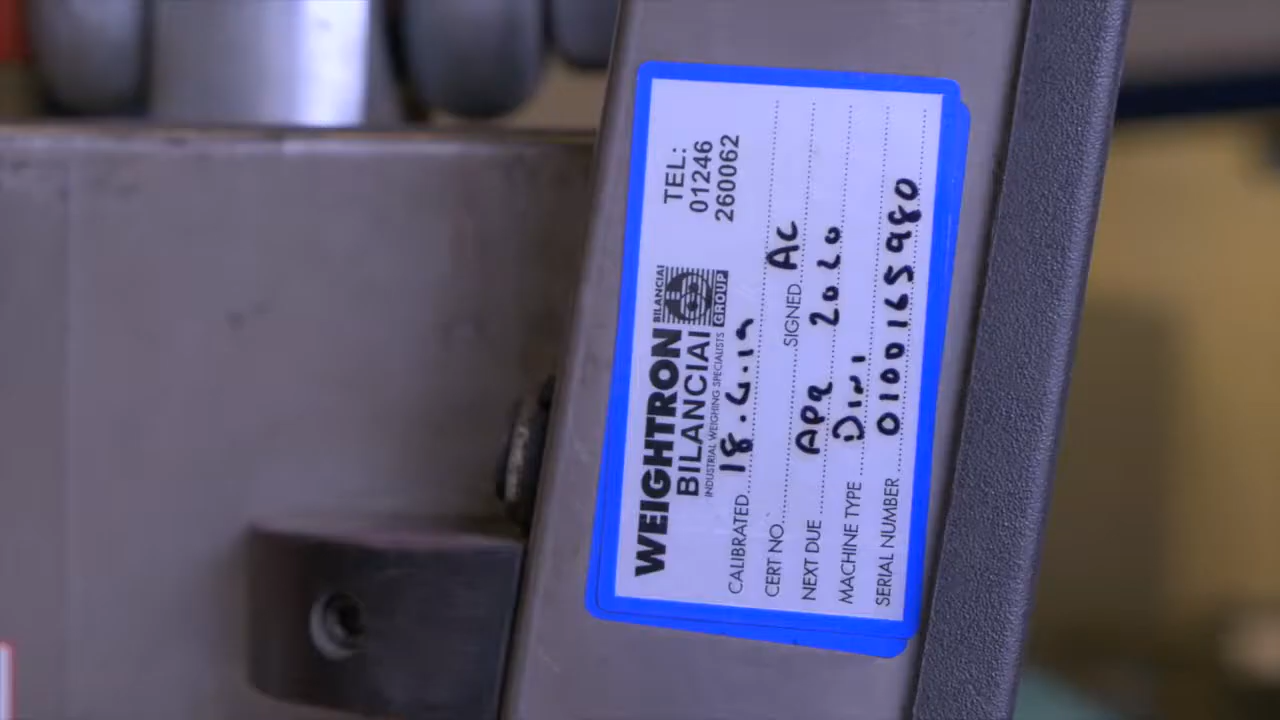 WEIGHTRON BILANCIAI
BILANCIAI GROUP
INDUSTRIAL WEIGHING SPECIALISTS
TEL:
01246
260062
CALIBRATED 18.4.19
CERT NO. SIGNED AC
NEXT DUE APR 2020
MACHINE TYPE DINI
SERIAL NUMBER 0100165980